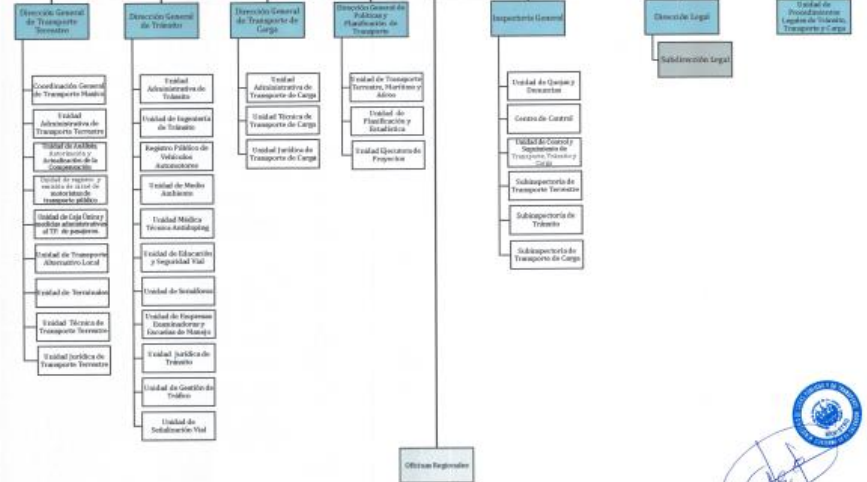 Dirección General
de Transporte
Terrestre
Coordinación General
de Transporte Masivo
Unidad
Administrativa de
Transporte Terrestre
Unidad de Análisis,
Autorización y
Actualización de la
Compensación
Unidad de registro y
emisión de carné de
motoristas de
transporte público
Unidad de Caja Única y
medidas administrativas
al TP. de pasajeros
Unidad de Transporte
Alternativo Local
Unidad de Terminales
Unidad Técnica de
Transporte Terrestre
Unidad Jurídica de
Transporte Terrestre
Dirección General
de Tránsito
Unidad
Administrativa de
Tránsito
Unidad de Ingeniería
de Tránsito
Registro Público de
Vehículos
Automotores
Unidad de Medio
Ambiente
Unidad Médica
Técnica Antidoping
Unidad de Educación
y Seguridad Vial
Unidad de Semáforos
Unidad de Empresas
Examinadoras y
Escuelas de Manejo
Unidad Jurídica de
Tránsito
Unidad de Gestión de
Tráfico
Unidad de
Señalización Vial
Dirección General
de Transporte de
Carga
Unidad
Administrativa de
Transporte de Carga
Unidad Técnica de
Transporte de Carga
Unidad Jurídica de
Transporte de Carga
Dirección General de
Políticas y
Planificación de
Transporte
Unidad de Transporte
Terrestre, Marítimo y
Aéreo
Unidad de
Planificación y
Estadística
Unidad Ejecutora de
Proyectos
Oficinas Regionales
Inspectoría General
Unidad de Quejas y
Denuncias
Centro de Control
Unidad de Control y
Seguimiento de
Transporte, Tránsito y
Carga
Subinspectoría de
Transporte Terrestre
Subinspectoría de
Tránsito
Subinspectoría de
Transporte de Carga
Dirección Legal
Subdirección Legal
Unidad de
Procedimientos
Legales de Tránsito,
Transporte y Carga